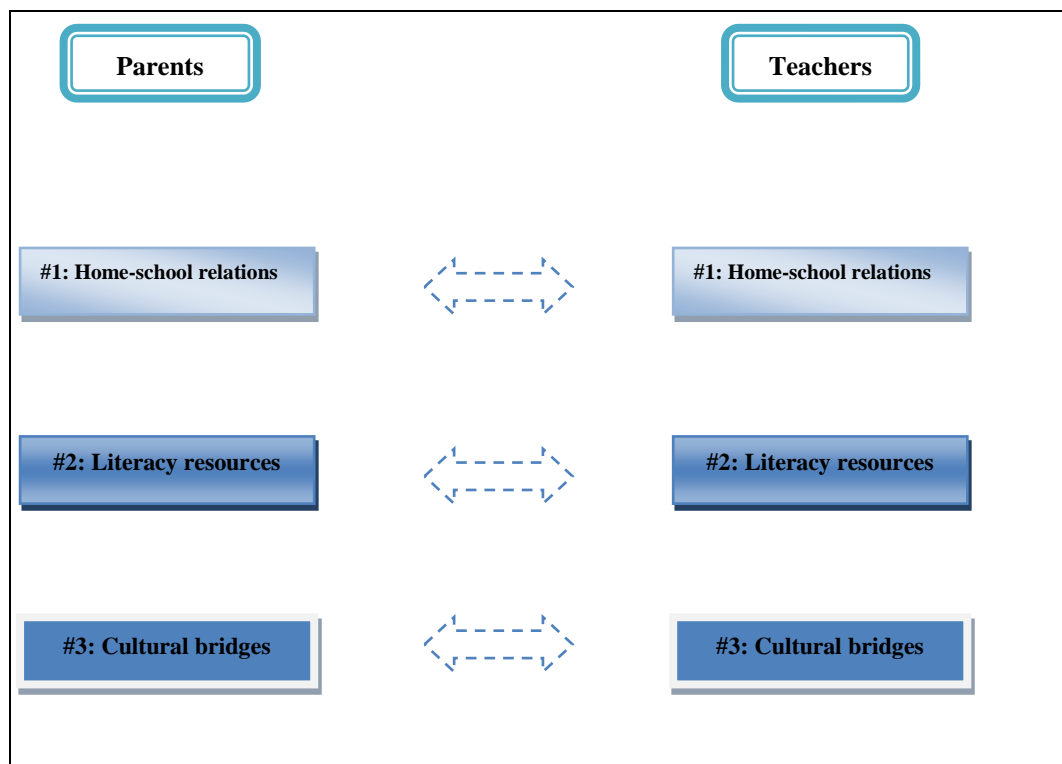 Parents
Teachers
#1: Home-school relations
#1: Home-school relations
#2: Literacy resources
#2: Literacy resources
#3: Cultural bridges
#3: Cultural bridges